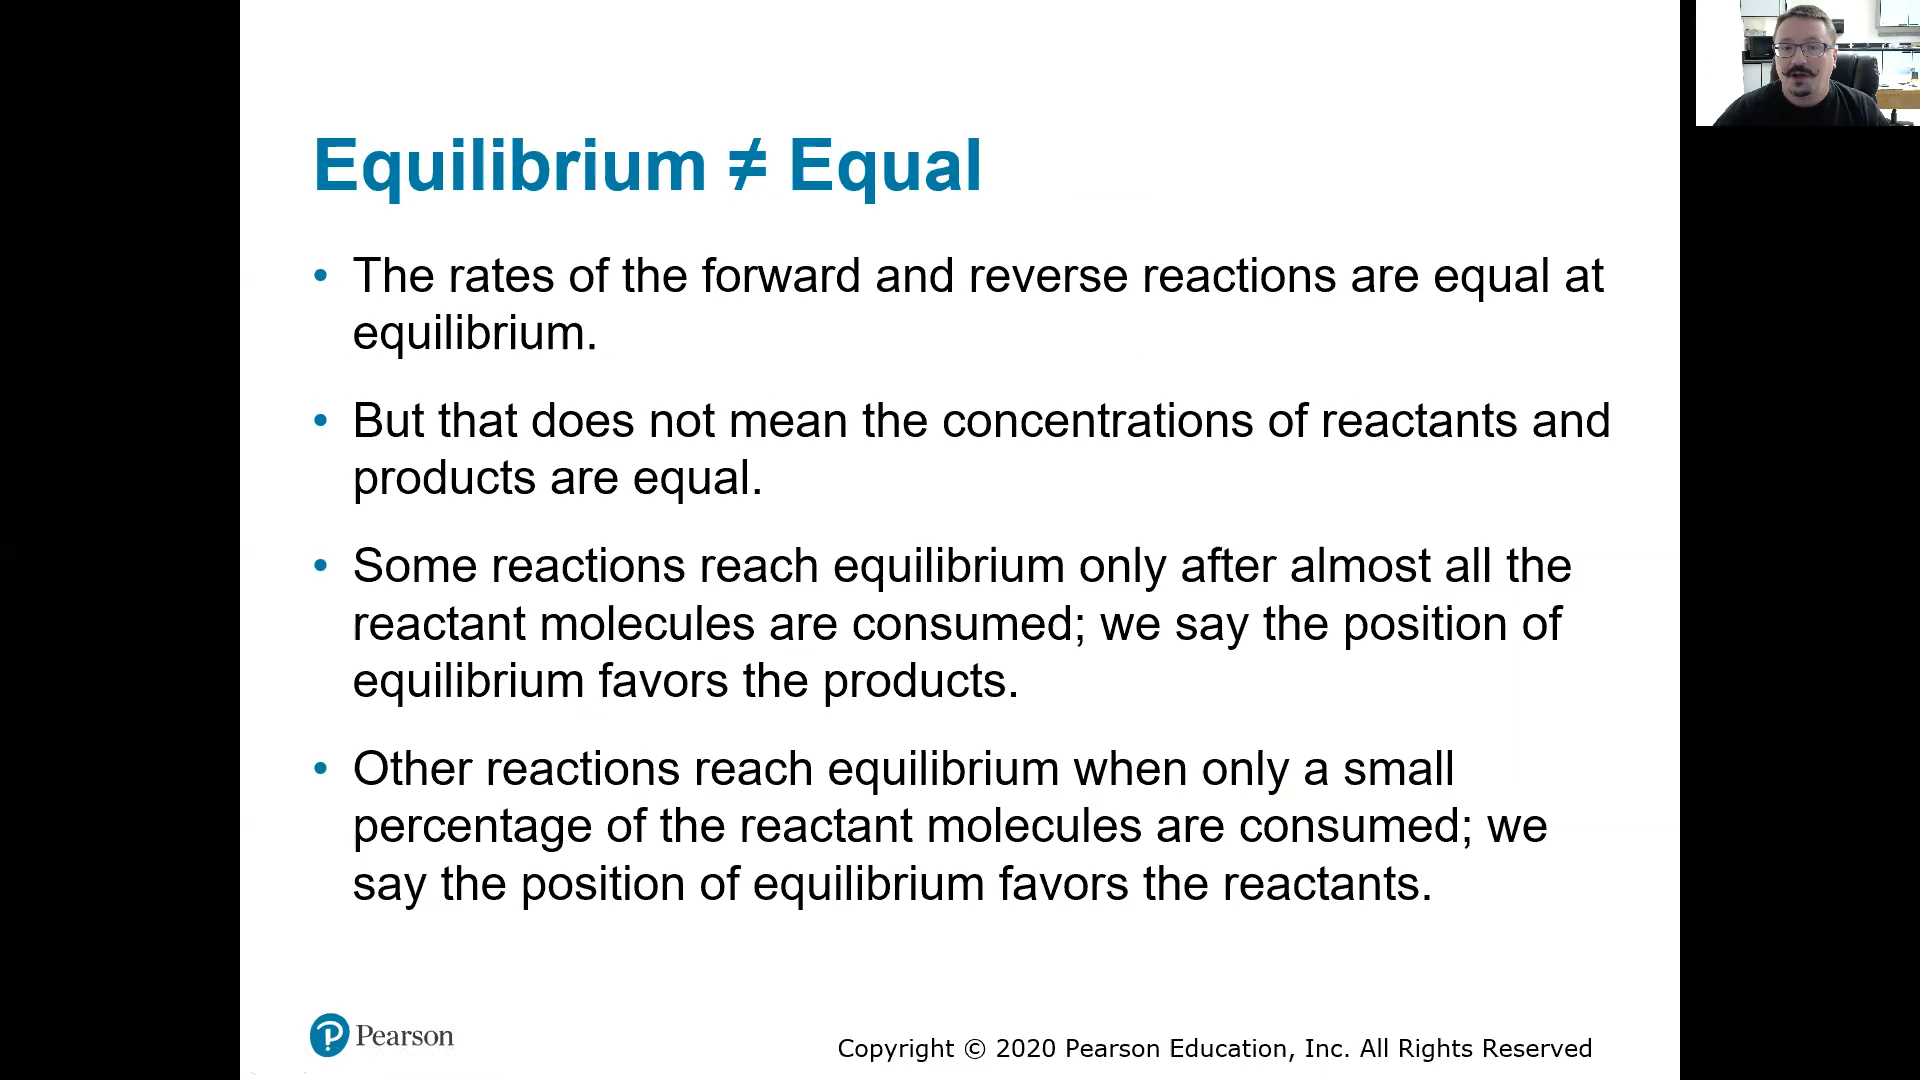 Equilibrium ≠ Equal
• The rates of the forward and reverse reactions are equal at
equilibrium.
• But that does not mean the concentrations of reactants and
products are equal.
• Some reactions reach equilibrium only after almost all the
reactant molecules are consumed; we say the position of
equilibrium favors the products.
• Other reactions reach equilibrium when only a small
percentage of the reactant molecules are consumed; we
say the position of equilibrium favors the reactants.
P Pearson
Copyright © 2020 Pearson Education, Inc. All Rights Reserved